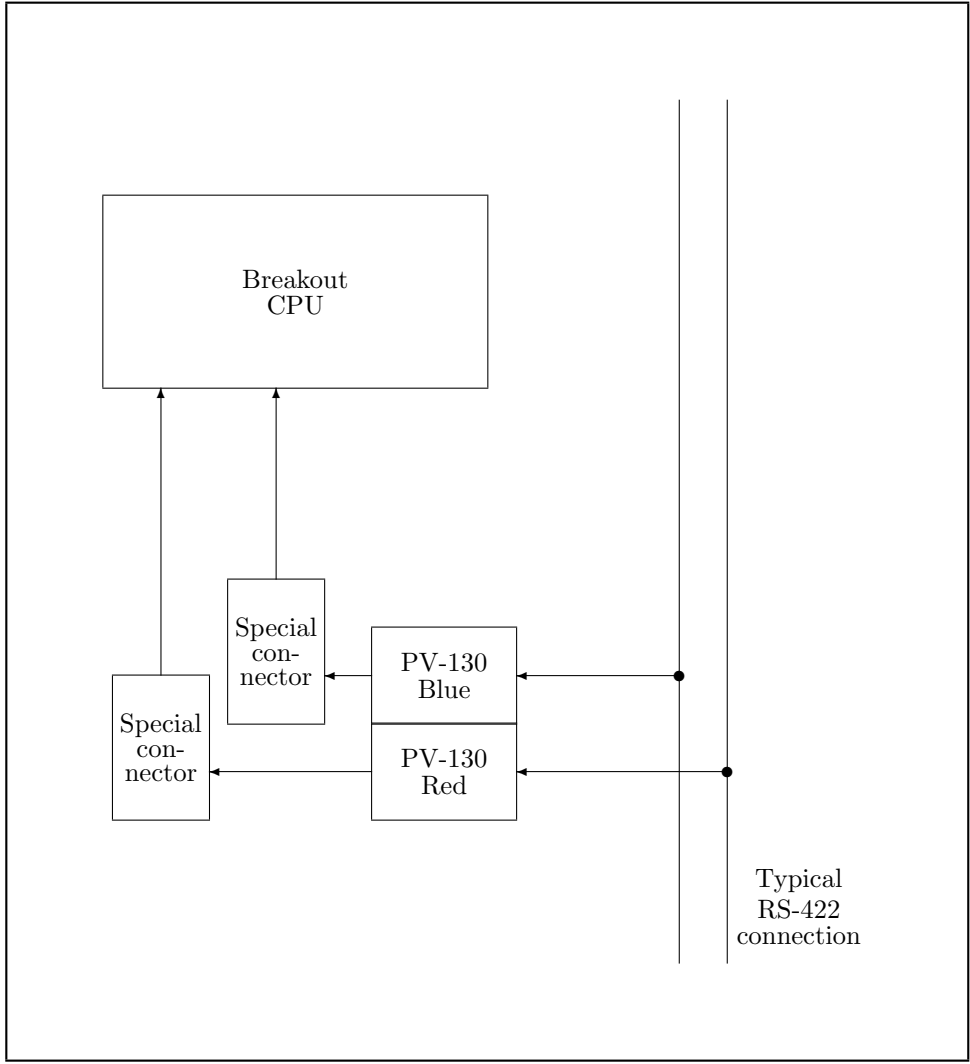 Breakout
CPU
Special
con-
nector
PV-130
Blue
Special
con-
nector
PV-130
Red
Typical
RS-422
connection